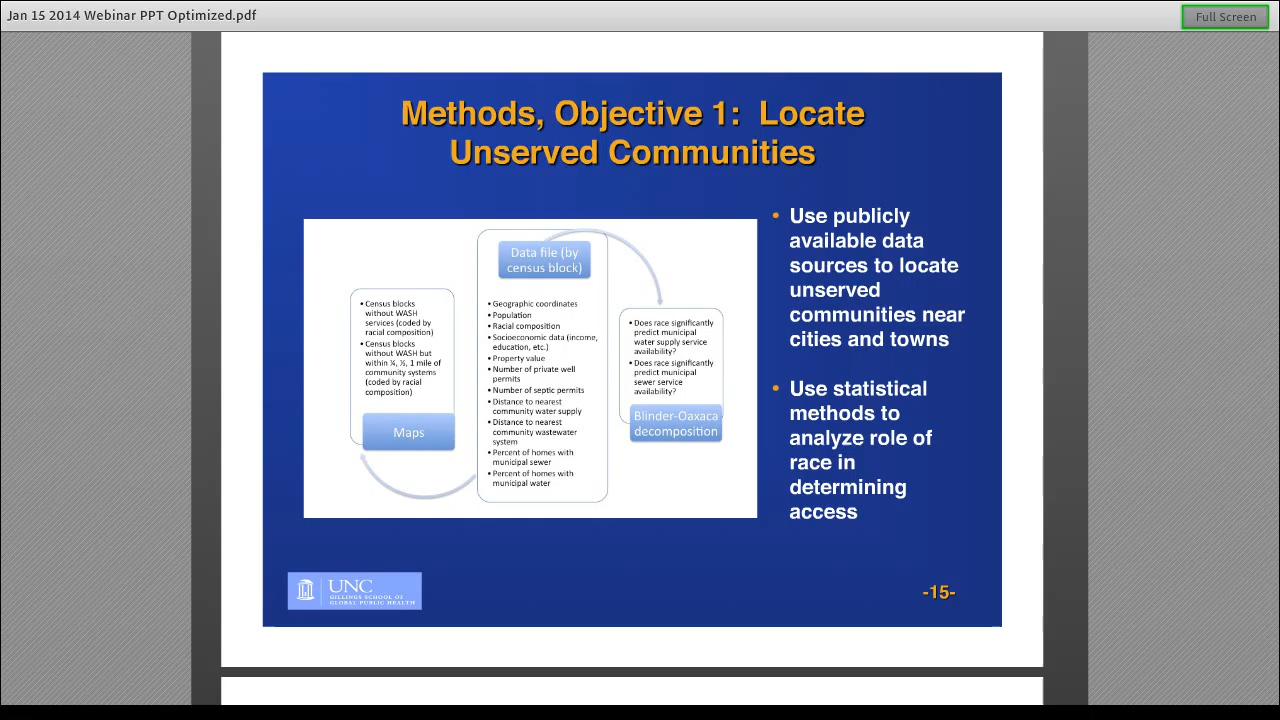 Jan 15 2014 Webinar PPT Optimized.pdf
Full Screen
Methods, Objective 1: Locate
Unserved Communities
• Census blocks
without WASH
services (coded by
racial composition)
• Census blocks
without WASH but
within ¼, ½, 1 mile of
community systems
(coded by racial
composition)
Maps
Data file (by
census block)
• Geographic coordinates
• Population
• Racial composition
• Socioeconomic data (income,
education, etc.)
• Property value
• Number of private well
permits
• Number of septic permits
• Distance to nearest
community water supply
• Distance to nearest
community wastewater
system
• Percent of homes with
municipal sewer
• Percent of homes with
municipal water
• Does race significantly
predict municipal
water supply service
availability?
• Does race significantly
predict municipal
sewer service
availability?
Blinder-Oaxaca
decomposition
• Use publicly
available data
sources to locate
unserved
communities near
cities and towns
• Use statistical
methods to
analyze role of
race in
determining
access
UNC
GILLINGS SCHOOL OF
GLOBAL PUBLIC HEALTH
-15-